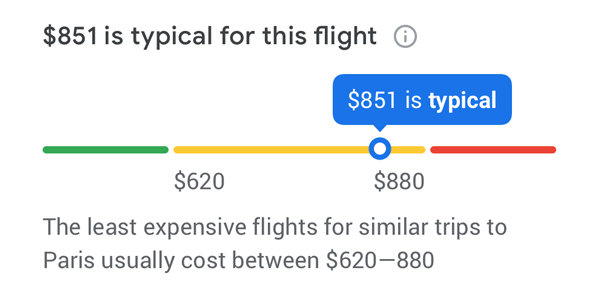 $851 is typical for this flight
$851 is typical
$620 $880
The least expensive flights for similar trips to
Paris usually cost between $620—880